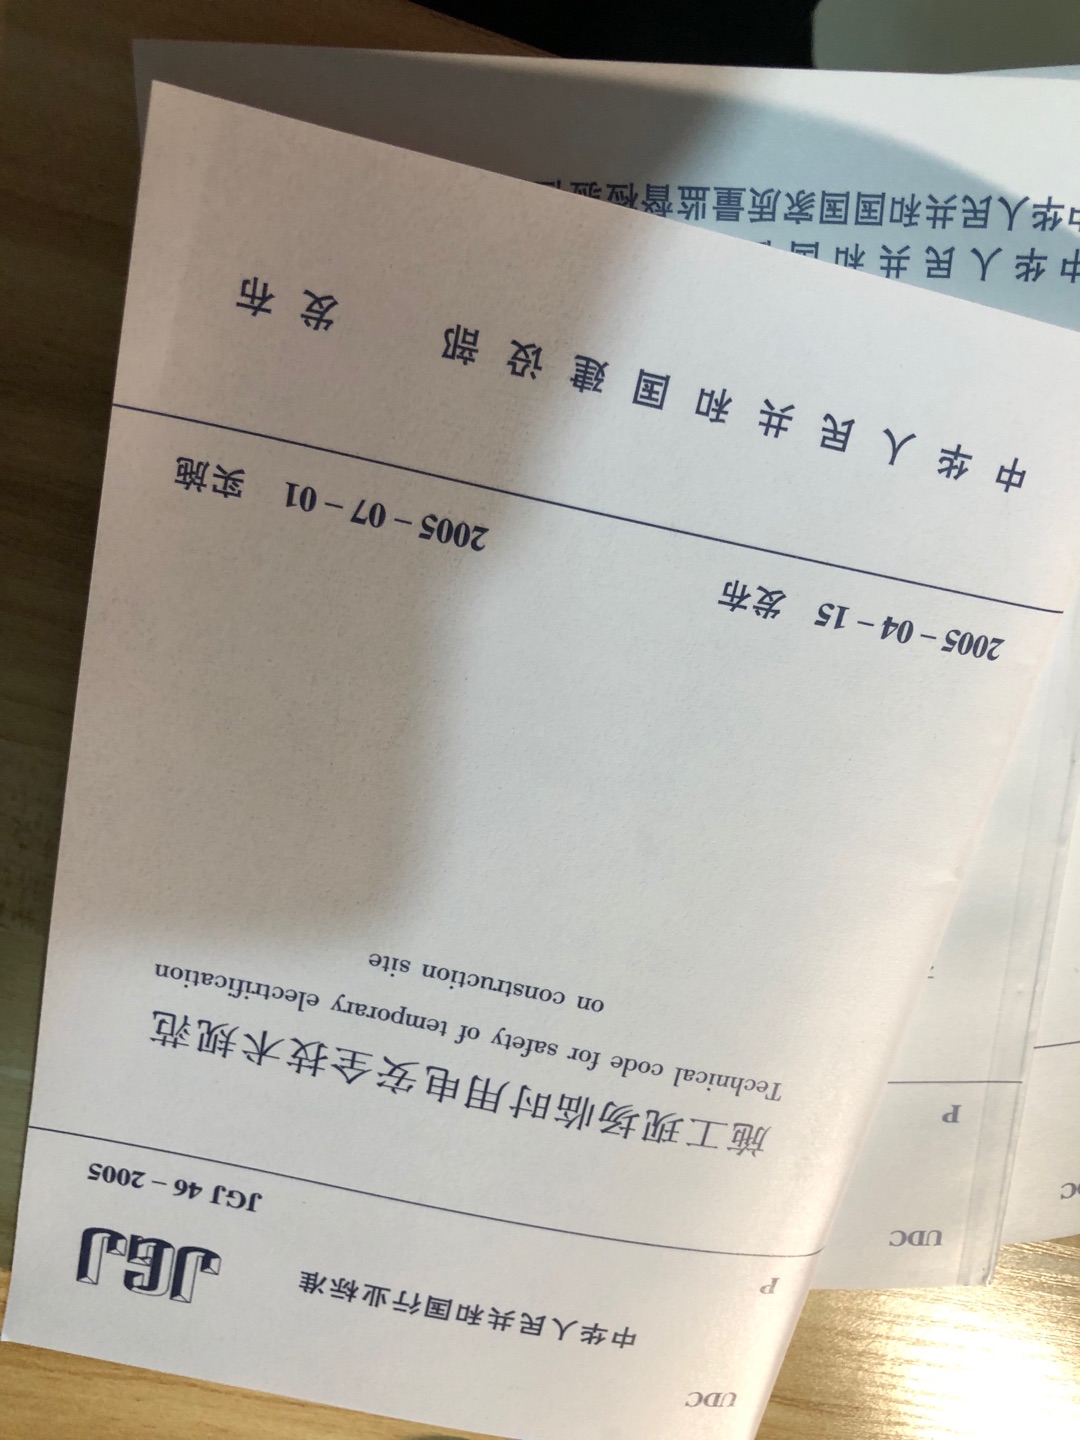 UDC
中华人民共和国行业标准
JGJ
P
JGJ 46－2005
施工现场临时用电安全技术规范
Technical code for safety of temporary electrification
on construction site
2005－04－15 发布
2005－07－01 实施
中华人民共和国建设部 发布
UDC
P
中华人民共和国
中华人民共和国国家质量监督检验